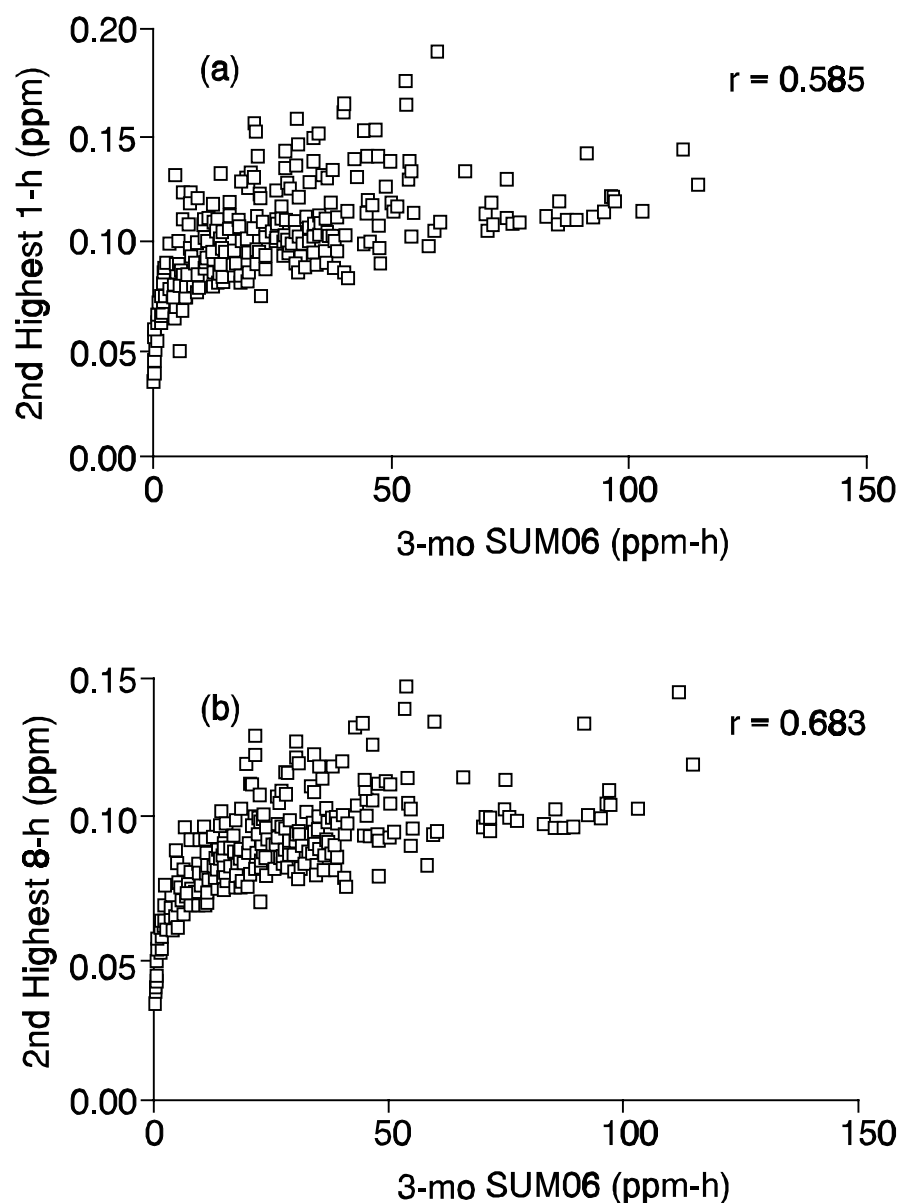 0.20
(a)
r = 0.585
0.15
0.10
0.05
0.00
2nd Highest 1-h (ppm)
0
50
100
150
3-mo SUM06 (ppm-h)
0.15
(b)
r = 0.683
0.10
0.05
0.00
2nd Highest 8-h (ppm)
0
50
100
150
3-mo SUM06 (ppm-h)